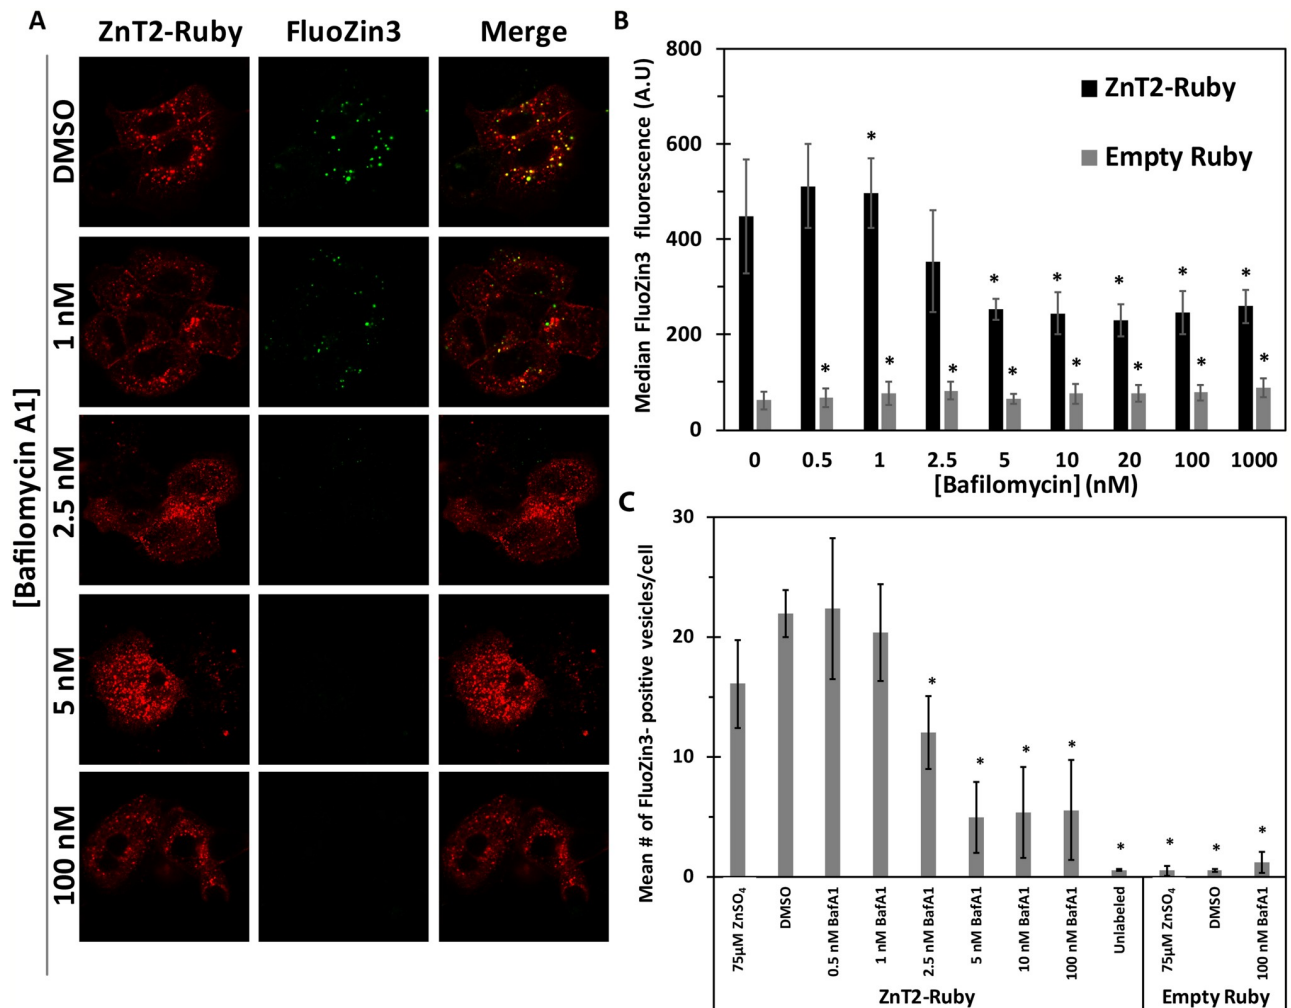 A
ZnT2-Ruby FluoZin3 Merge
[Bafilomycin A1]
DMSO
1 nM
2.5 nM
5 nM
100 nM
B
Median FluoZin3 fluorescence (A.U)
800
600
400
200
0
ZnT2-Ruby
Empty Ruby
*
* * * * *
* * * * * * * *
0 0.5 1 2.5 5 10 20 100 1000
[Bafilomycin] (nM)
C
Mean # of FluoZin3- positive vesicles/cell
30
20
10
0
* * * * * * * *
75µM ZnSO₄
DMSO
0.5 nM BafA1
1 nM BafA1
2.5 nM BafA1
5 nM BafA1
10 nM BafA1
100 nM BafA1
Unlabeled
75µM ZnSO₄
DMSO
100 nM BafA1
ZnT2-Ruby Empty Ruby